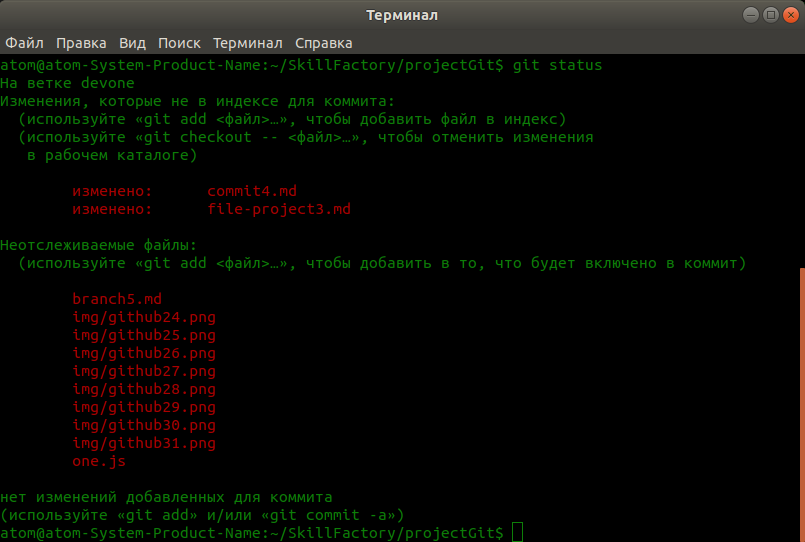 Терминал
Файл Правка Вид Поиск Терминал Справка
atom@atom-System-Product-Name:~/SkillFactory/projectGit$ git status
На ветке devone
Изменения, которые не в индексе для коммита:
  (используйте «git add <файл>…», чтобы добавить файл в индекс)
  (используйте «git checkout -- <файл>…», чтобы отменить изменения
   в рабочем каталоге)
        изменено:      commit4.md
        изменено:      file-project3.md
Неотслеживаемые файлы:
  (используйте «git add <файл>…», чтобы добавить в то, что будет включено в коммит)
        branch5.md
        img/github24.png
        img/github25.png
        img/github26.png
        img/github27.png
        img/github28.png
        img/github29.png
        img/github30.png
        img/github31.png
        one.js
нет изменений добавленных для коммита
(используйте «git add» и/или «git commit -a»)
atom@atom-System-Product-Name:~/SkillFactory/projectGit$